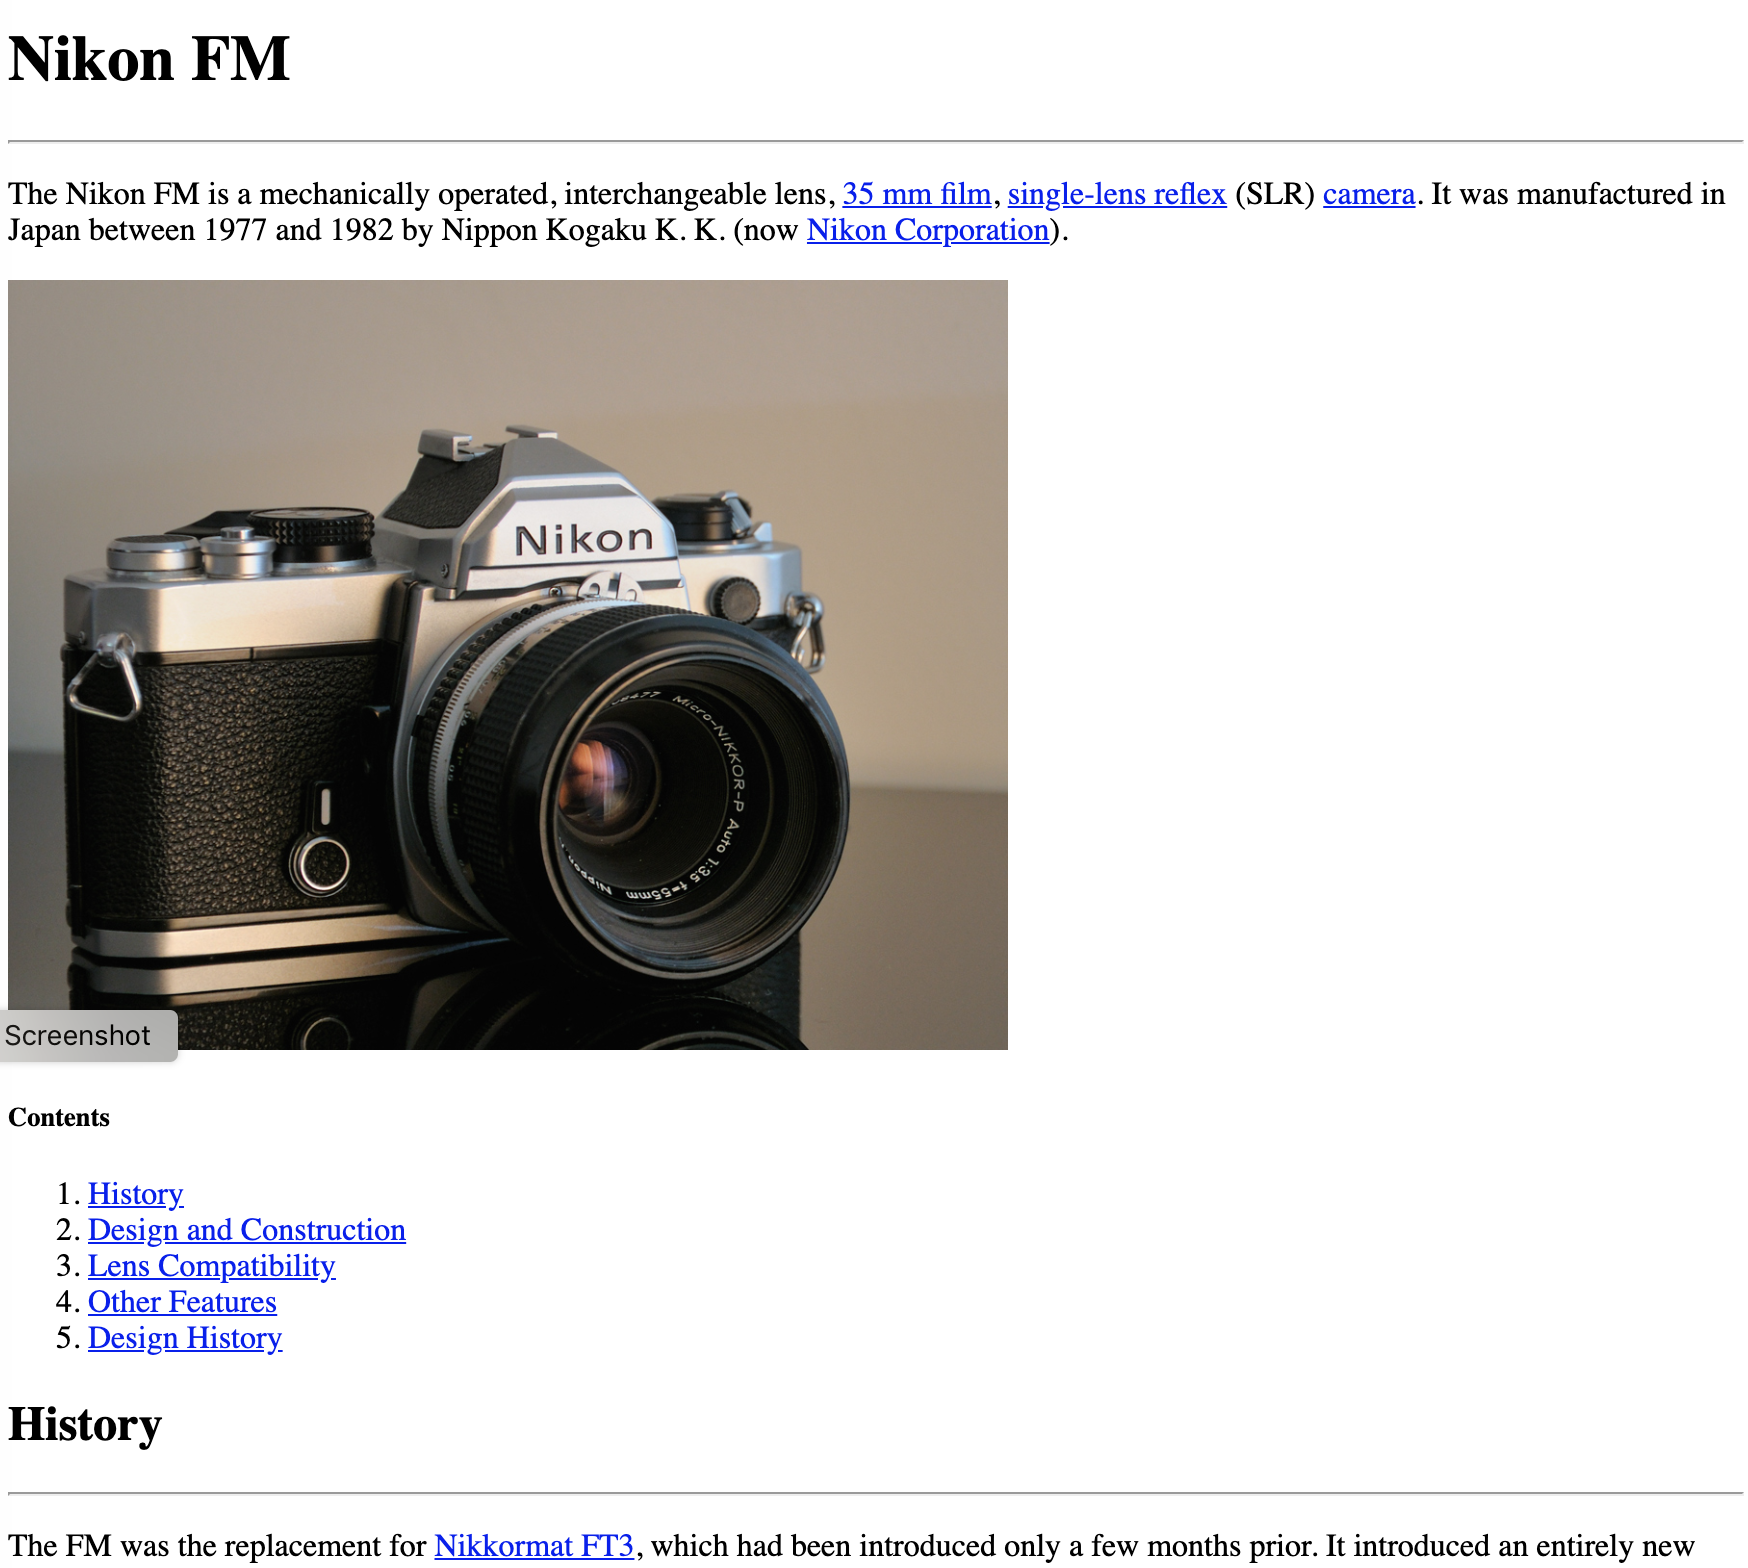 Nikon FM
The Nikon FM is a mechanically operated, interchangeable lens, 35 mm film, single-lens reflex (SLR) camera. It was manufactured in
Japan between 1977 and 1982 by Nippon Kogaku K. K. (now Nikon Corporation).
Nikon
Micro-NIKKOR-P Auto 1:3.5 f=55mm
Screenshot
Contents
1. History
2. Design and Construction
3. Lens Compatibility
4. Other Features
5. Design History
History
The FM was the replacement for Nikkormat FT3, which had been introduced only a few months prior. It introduced an entirely new